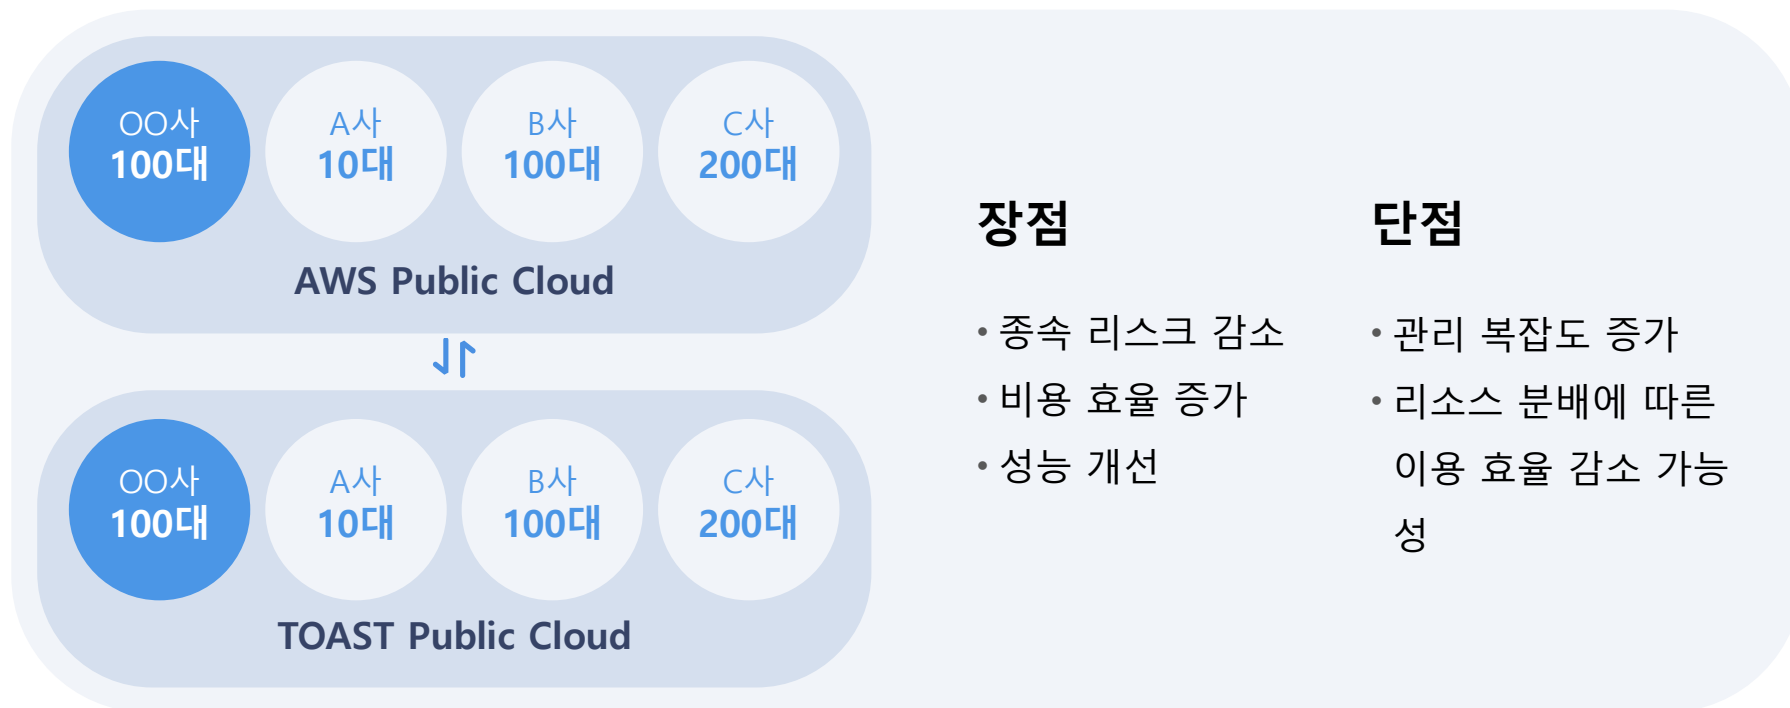 OO사
100대
A사
10대
B사
100대
C사
200대
AWS Public Cloud
OO사
100대
A사
10대
B사
100대
C사
200대
TOAST Public Cloud
장점
• 종속 리스크 감소
• 비용 효율 증가
• 성능 개선
단점
• 관리 복잡도 증가
• 리소스 분배에 따른
이용 효율 감소 가능
성